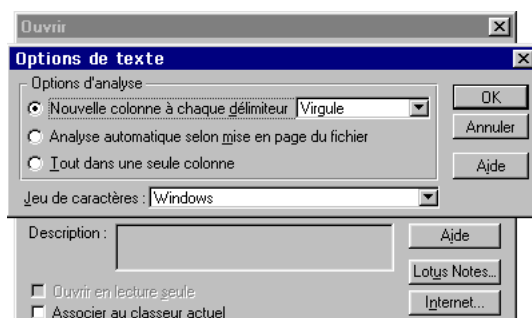 Ouvrir
Options de texte
Options d'analyse
Nouvelle colonne à chaque délimiteur Virgule
Analyse automatique selon mise en page du fichier
Tout dans une seule colonne
OK
Annuler
Aide
Jeu de caractères : Windows
Description :
Aide
Lotus Notes...
Internet...
Ouvrir en lecture seule
Associer au classeur actuel